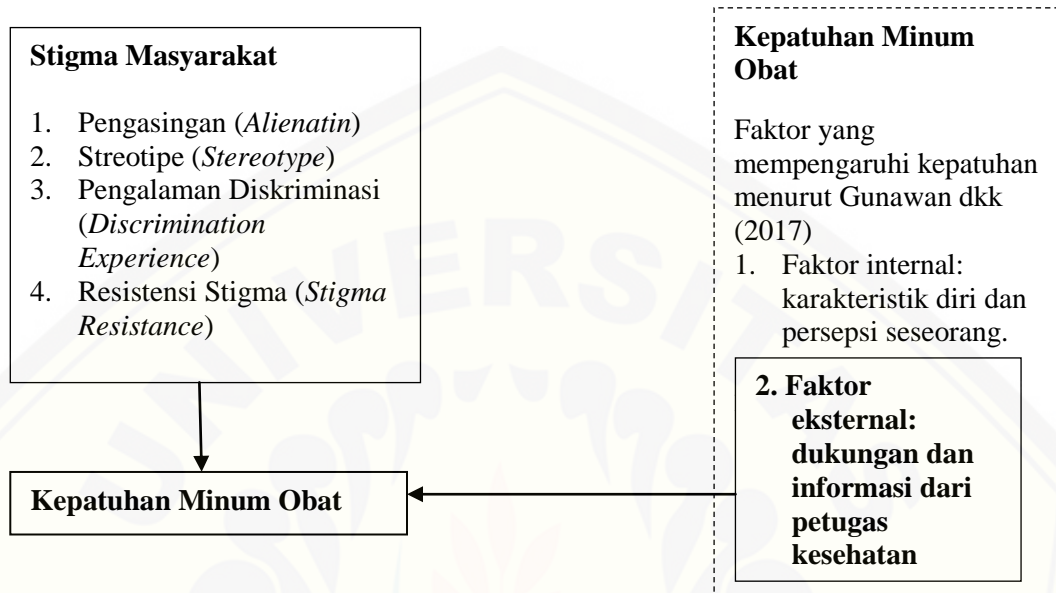 Stigma Masyarakat
1. Pengasingan (Alienatin)
2. Streotipe (Stereotype)
3. Pengalaman Diskriminasi
(Discrimination
Experience)
4. Resistensi Stigma (Stigma
Resistance)
Kepatuhan Minum Obat
Kepatuhan Minum
Obat
Faktor yang
mempengaruhi kepatuhan
menurut Gunawan dkk
(2017)
1. Faktor internal:
karakteristik diri dan
persepsi seseorang.
2. Faktor
eksternal:
dukungan dan
informasi dari
petugas
kesehatan
UNIVERSITAS